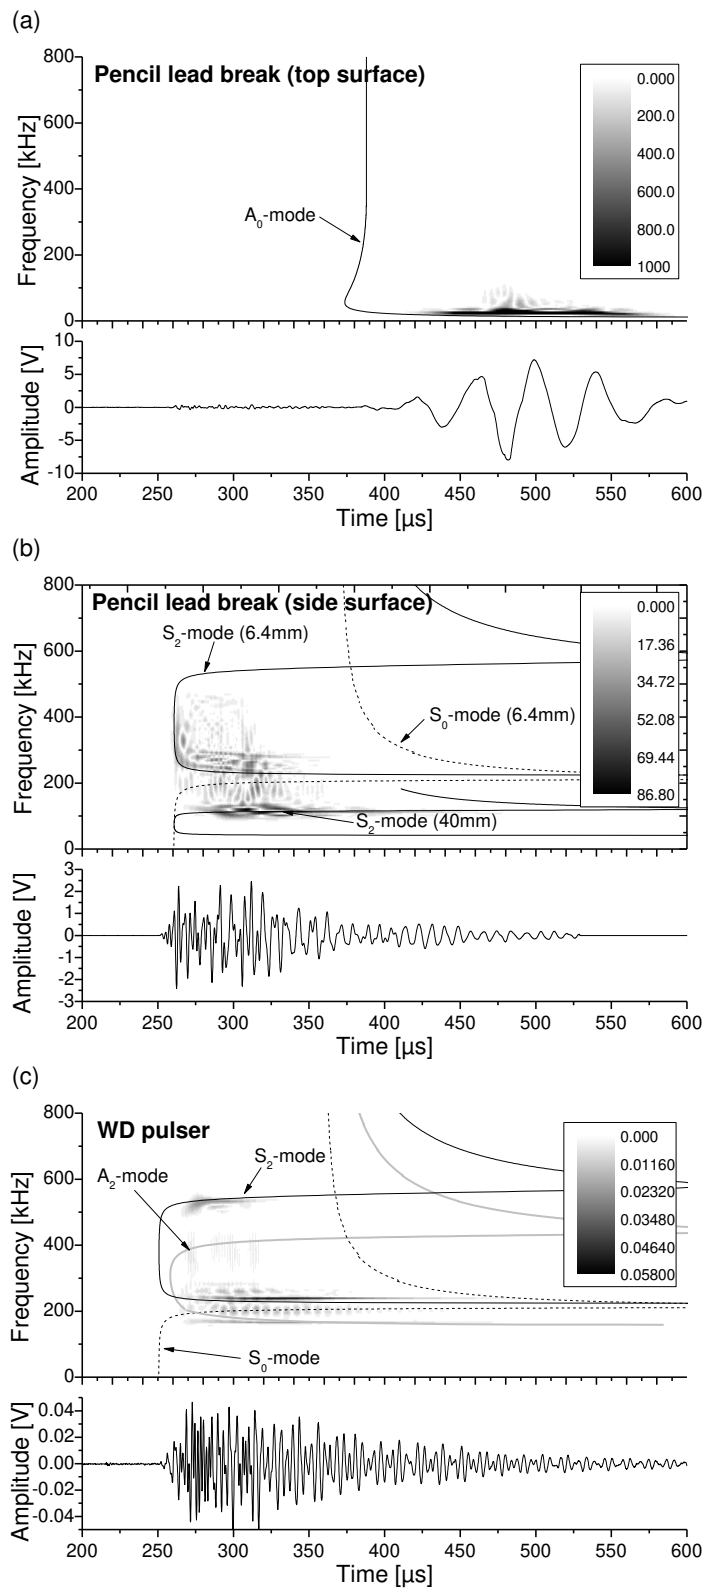 (a)
Pencil lead break (top surface)
A0-mode
Frequency [kHz]
800
600
400
200
0
0.000
200.0
400.0
600.0
800.0
1000
Amplitude [V]
10
5
0
-5
-10
200 250 300 350 400 450 500 550 600
Time [µs]
(b)
Pencil lead break (side surface)
S2-mode (6.4mm)
S0-mode (6.4mm)
S2-mode (40mm)
Frequency [kHz]
800
600
400
200
0
0.000
17.36
34.72
52.08
69.44
86.80
Amplitude [V]
3
2
1
0
-1
-2
-3
200 250 300 350 400 450 500 550 600
Time [µs]
(c)
WD pulser
S2-mode
A2-mode
S0-mode
Frequency [kHz]
800
600
400
200
0
0.000
0.01160
0.02320
0.03480
0.04640
0.05800
Amplitude [V]
0.04
0.02
0.00
-0.02
-0.04
200 250 300 350 400 450 500 550 600
Time [µs]